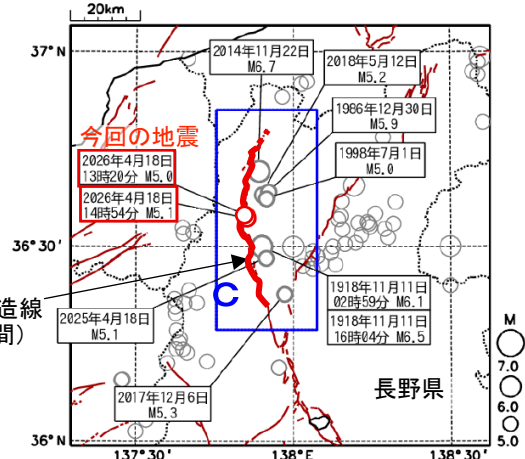 20km
37°N
2014年11月22日
M6.7
2018年5月12日
M5.2
1986年12月30日
M5.9
1998年7月1日
M5.0
今回の地震
2026年4月18日
13時20分 M5.0
2026年4月18日
14時54分 M5.1
36°30′
造線
間）
C
2025年4月18日
M5.1
1918年11月11日
02時59分 M6.1
1918年11月11日
16時04分 M6.5
2017年12月6日
M5.3
長野県
M
7.0
6.0
5.0
36°N
137°30′E
138°E
138°30′E